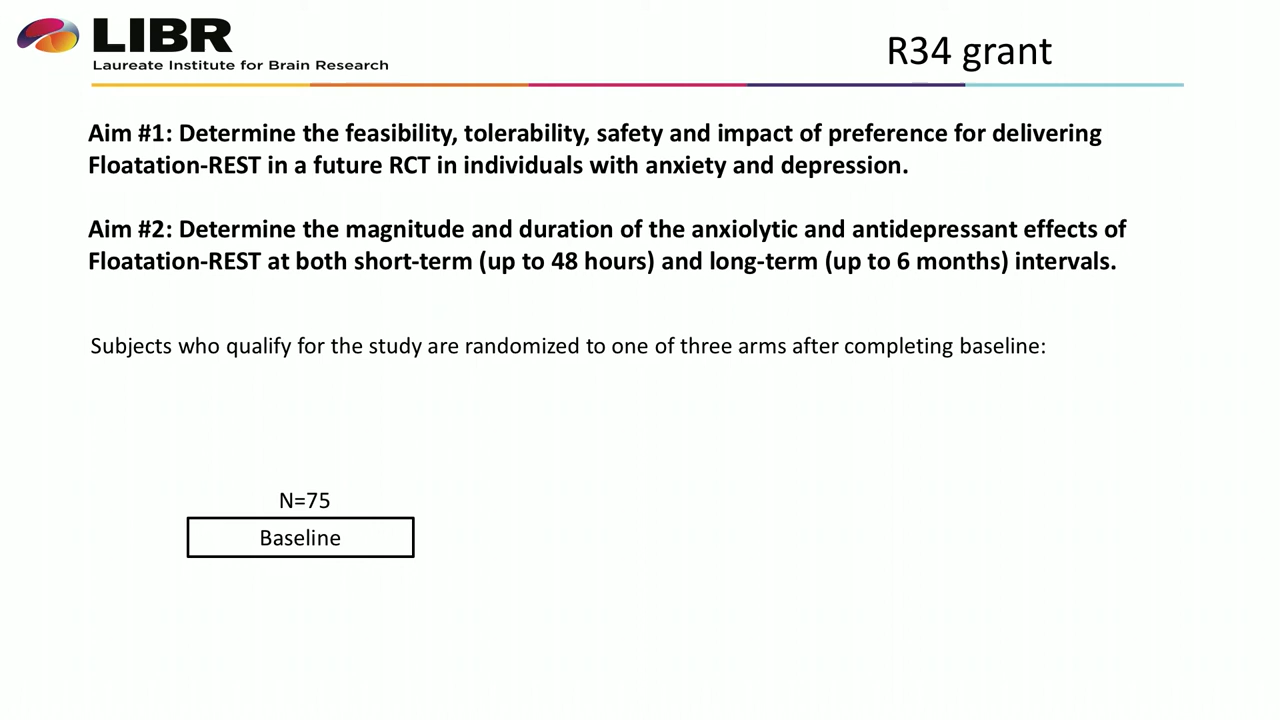 LIBR
Laureate Institute for Brain Research
R34 grant
Aim #1: Determine the feasibility, tolerability, safety and impact of preference for delivering
Floatation-REST in a future RCT in individuals with anxiety and depression.
Aim #2: Determine the magnitude and duration of the anxiolytic and antidepressant effects of
Floatation-REST at both short-term (up to 48 hours) and long-term (up to 6 months) intervals.
Subjects who qualify for the study are randomized to one of three arms after completing baseline:
N=75
Baseline